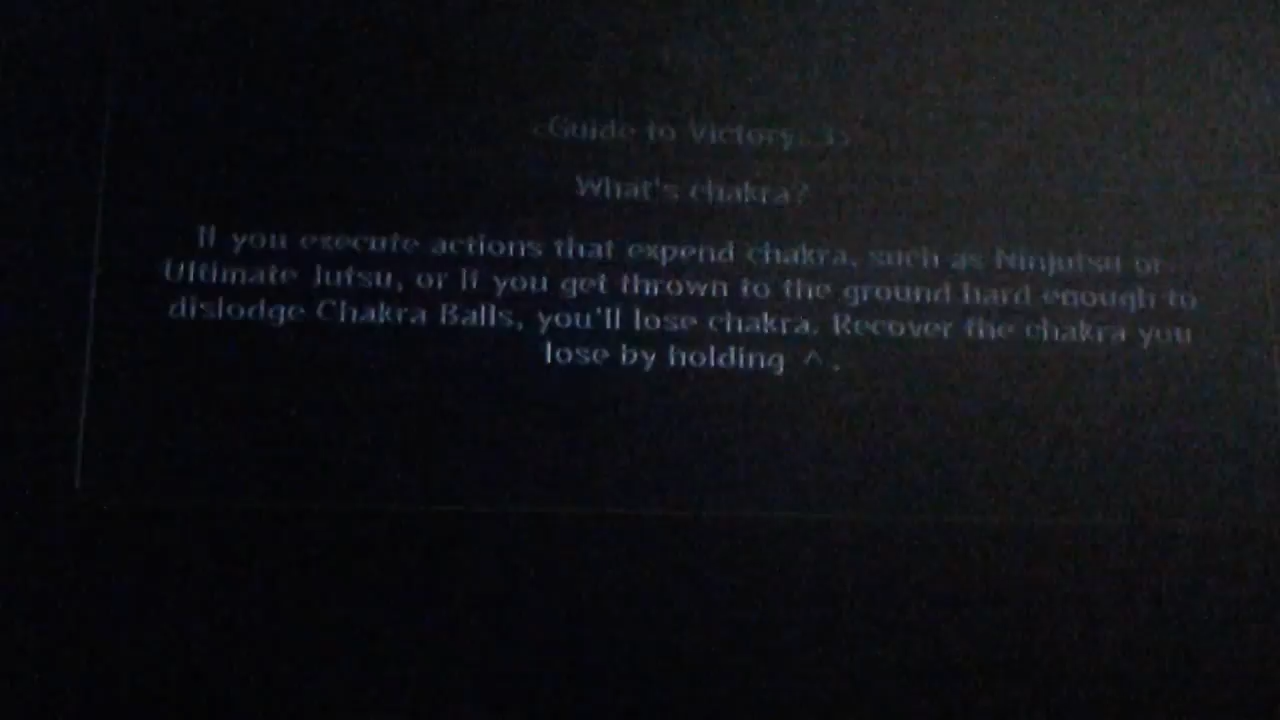 <Guide to Victory: 3>
What's chakra?
If you execute actions that expend chakra, such as Ninjutsu or
Ultimate Jutsu, or if you get thrown to the ground hard enough to
dislodge Chakra Balls, you'll lose chakra. Recover the chakra you
lose by holding ^.